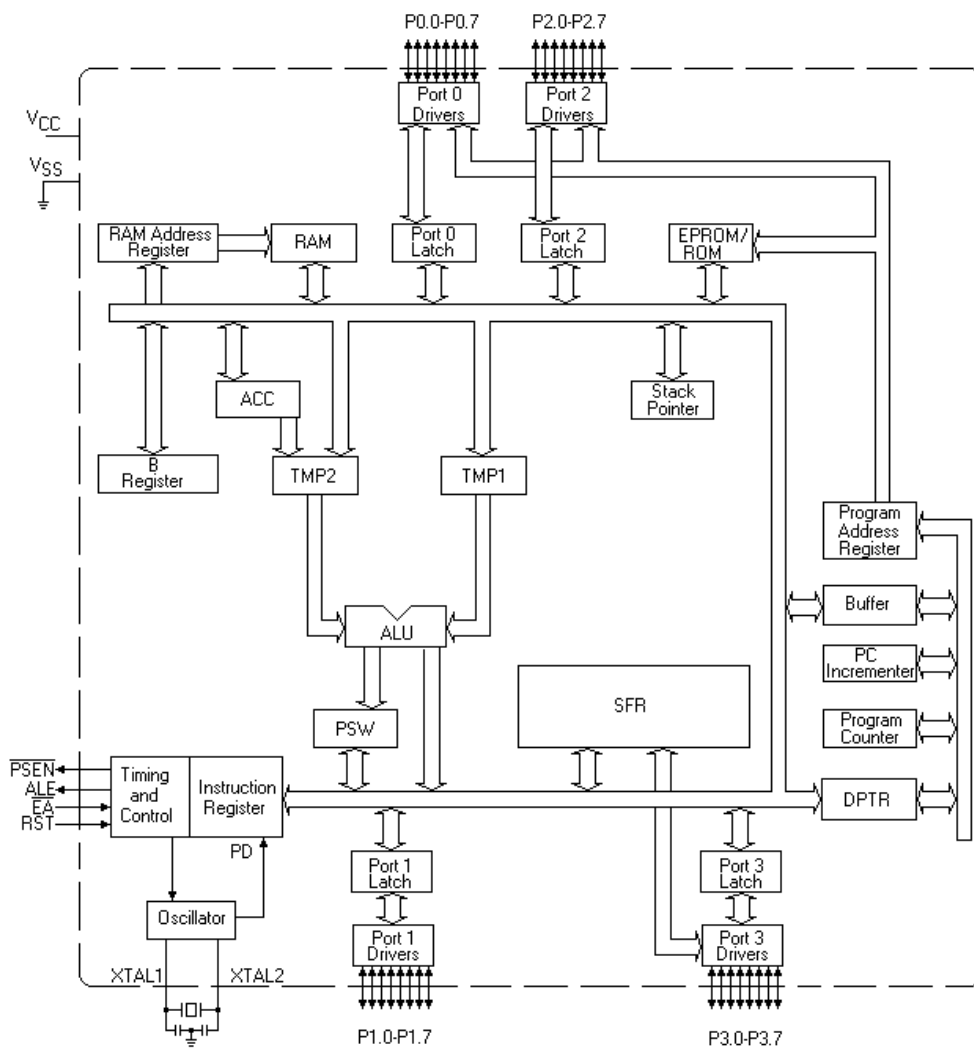 P0.0-P0.7 P2.0-P2.7
Port 0
Drivers
Port 2
Drivers
VCC
VSS
RAM Address
Register
RAM
Port 0
Latch
Port 2
Latch
EPROM/
ROM
ACC
Stack
Pointer
B
Register
TMP2
TMP1
Program
Address
Register
ALU
Buffer
PC
Incrementer
SFR
PSW
Program
Counter
PSEN
ALE
EA
RST
Timing
and
Control
Instruction
Register
DPTR
PD
Port 1
Latch
Port 3
Latch
Oscillator
Port 1
Drivers
Port 3
Drivers
XTAL1 XTAL2
P1.0-P1.7 P3.0-P3.7